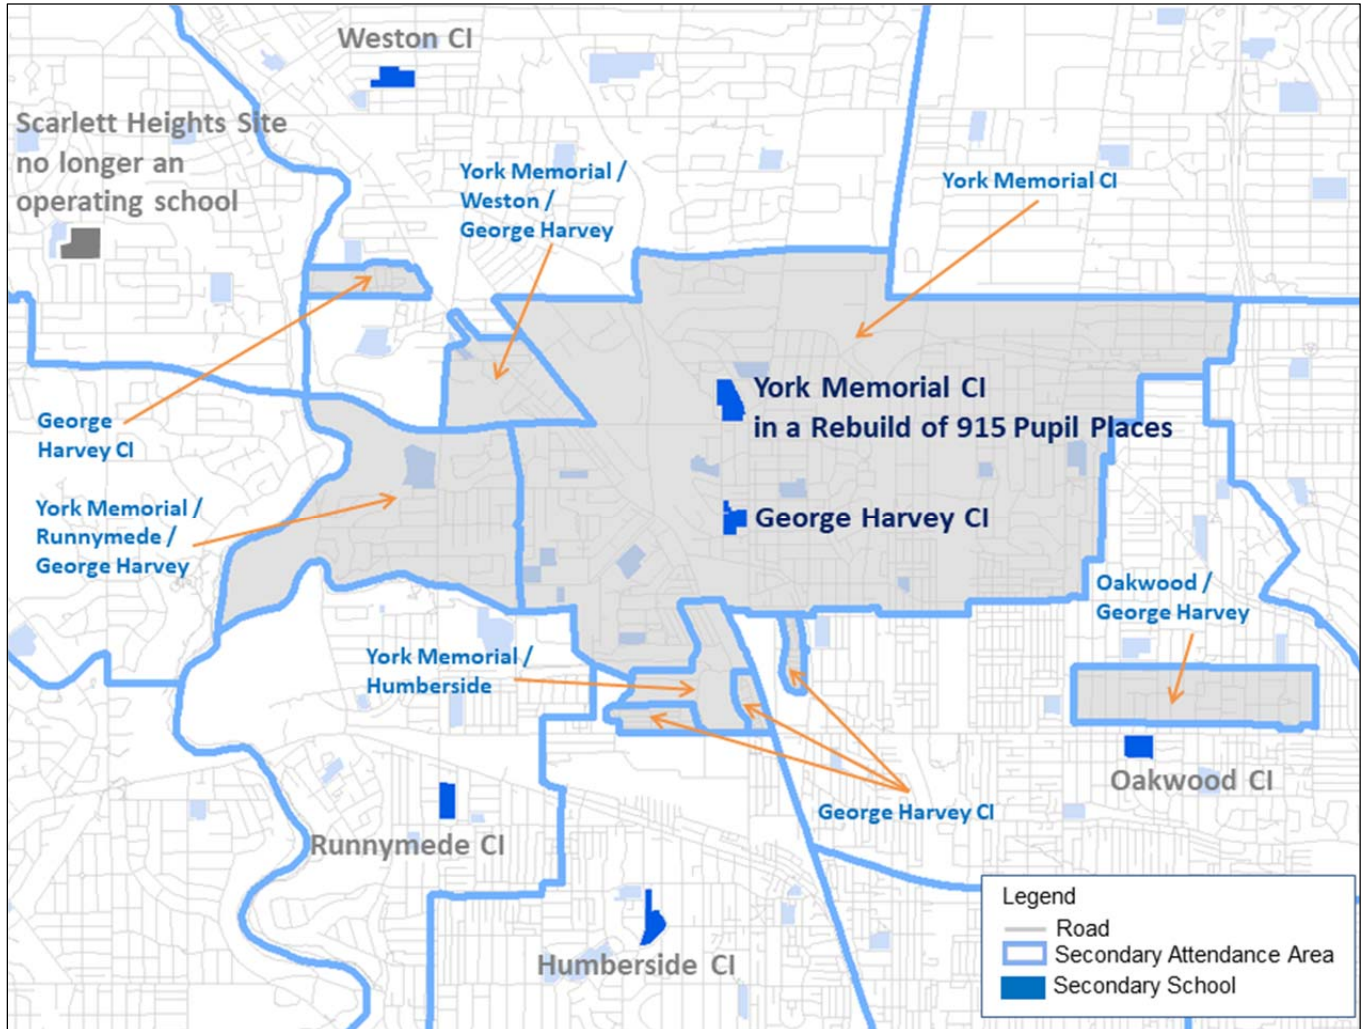 Weston CI
Scarlett Heights Site
no longer an
operating school
York Memorial /
Weston /
George Harvey
York Memorial CI
York Memorial CI
in a Rebuild of 915 Pupil Places
George
Harvey CI
York Memorial /
Runnymede /
George Harvey
George Harvey CI
Oakwood /
George Harvey
York Memorial /
Humberside
Oakwood CI
George Harvey CI
Runnymede CI
Humberside CI
Legend
Road
Secondary Attendance Area
Secondary School